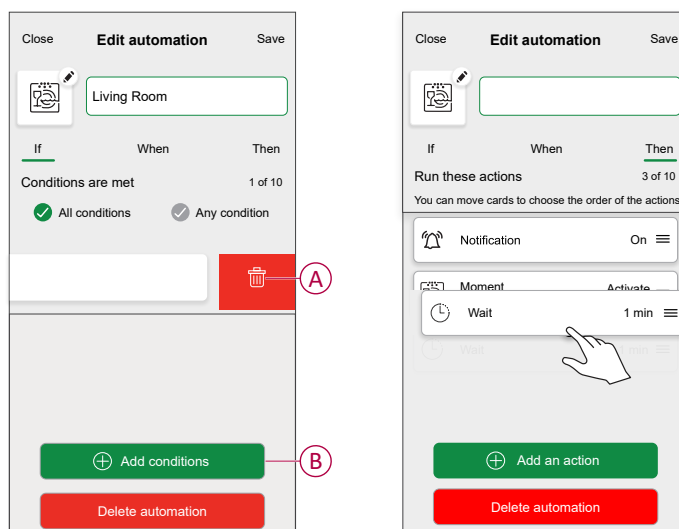 Close Edit automation Save
Living Room
If When Then
Conditions are met 1 of 10
All conditions Any condition
A
Add conditions B
Delete automation
Close Edit automation Save
If When Then
Run these actions 3 of 10
You can move cards to choose the order of the actions
Notification On
Moment Activate
Wait 1 min
Wait 1 min
Add an action
Delete automation